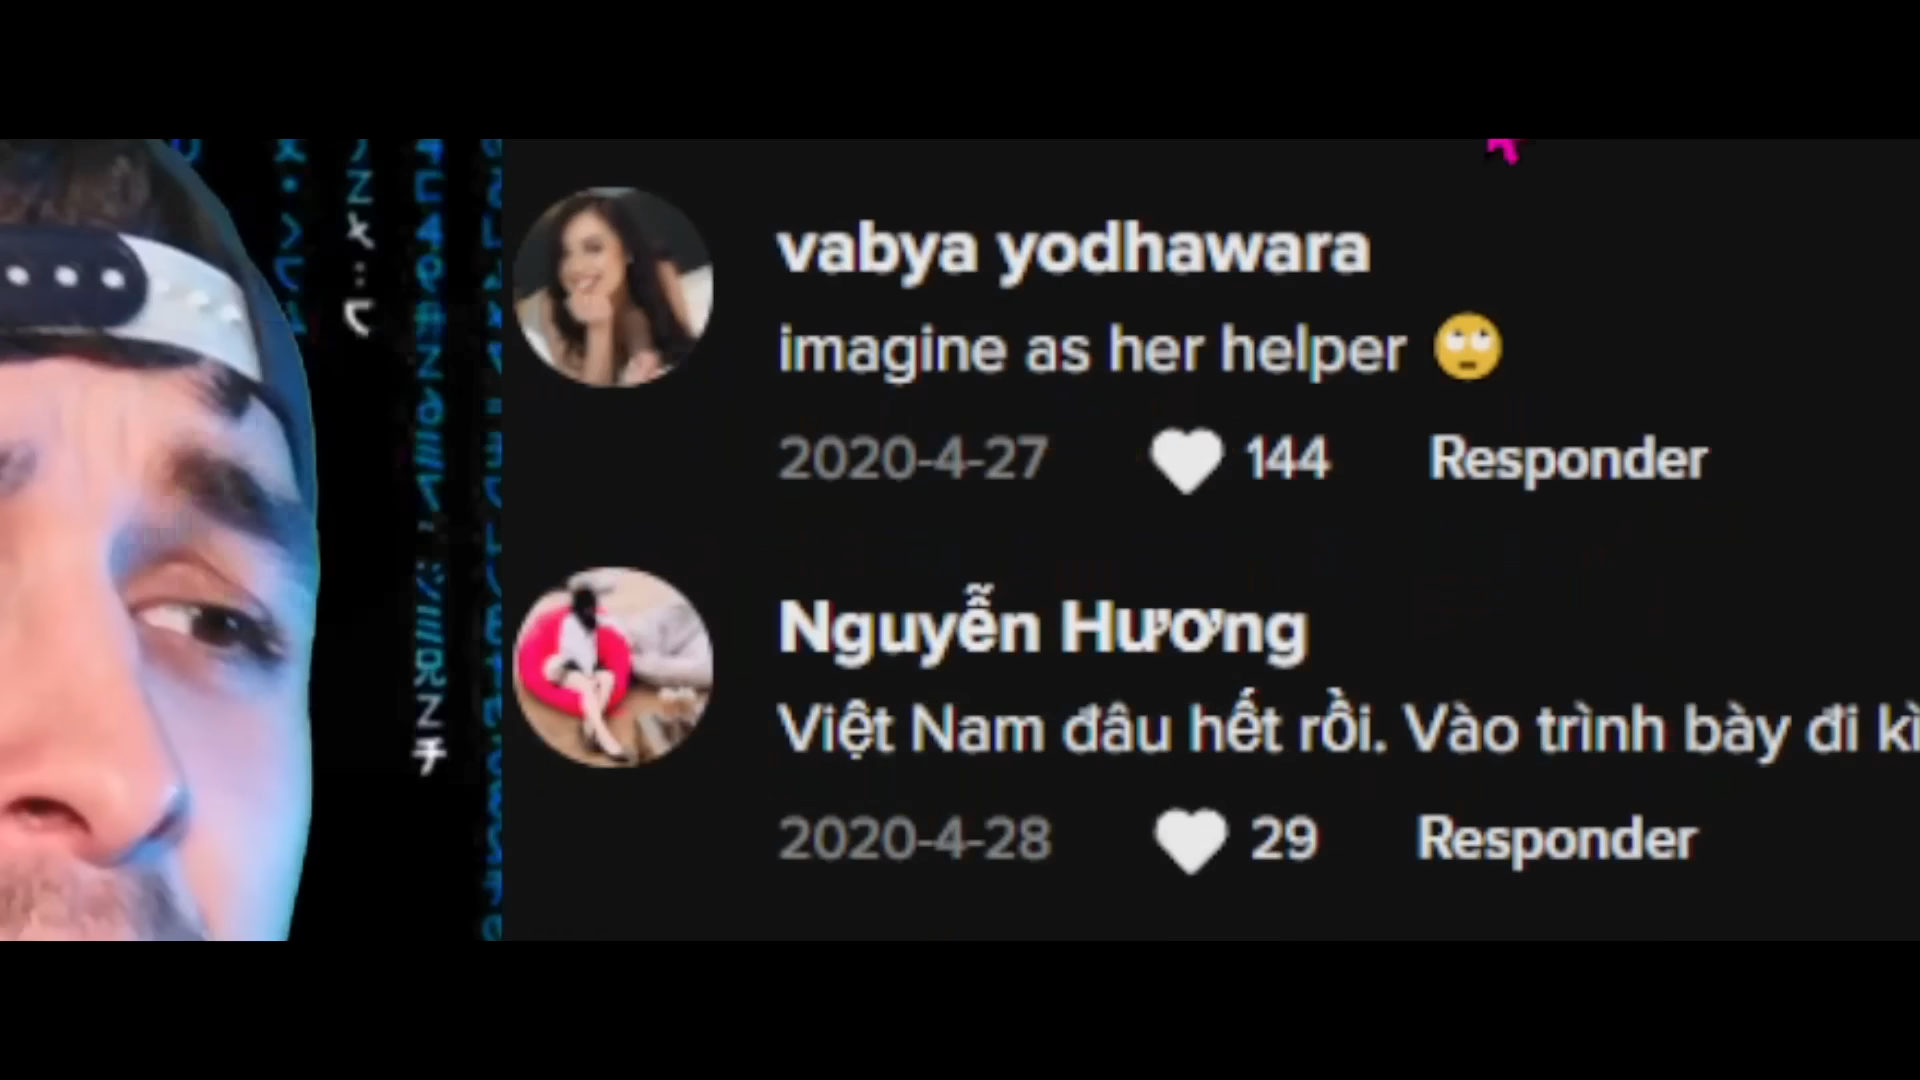 vabya yodhawara
imagine as her helper 🙄
2020-4-27 144 Responder
Nguyễn Hương
Việt Nam đâu hết rồi. Vào trình bày đi
2020-4-28 29 Responder